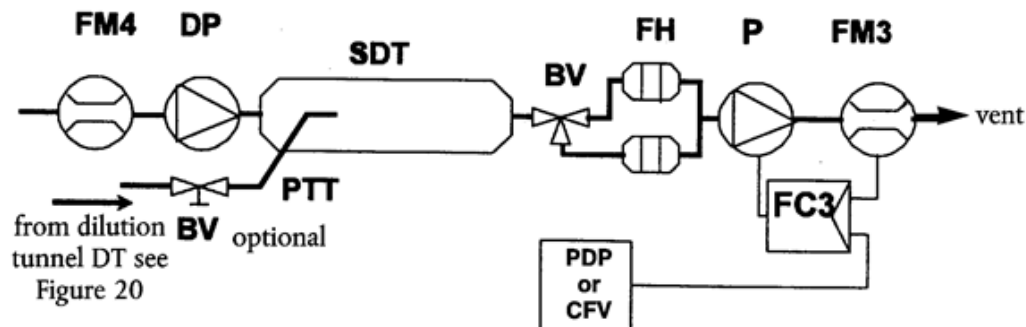 FM4
DP
SDT
BV
FH
P
FM3
vent
PTT
FC3
from dilution
tunnel DT see
Figure 20
BV
optional
PDP
or
CFV